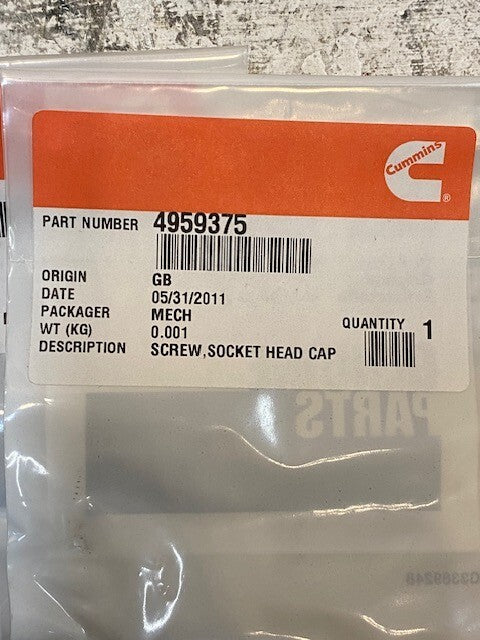 Cummins
®
PART NUMBER 4959375
ORIGIN GB
DATE 05/31/2011
PACKAGER MECH
WT (KG) 0.001
QUANTITY 1
DESCRIPTION SCREW,SOCKET HEAD CAP
PARTS